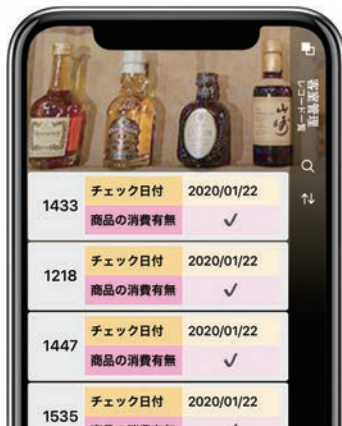 客室管理
レコード一覧
HENNESSY
山崎
1433
チェック日付 2020/01/22
商品の消費有無 ✓
1218
チェック日付 2020/01/22
商品の消費有無 ✓
1447
チェック日付 2020/01/22
商品の消費有無 ✓
1535
チェック日付 2020/01/22